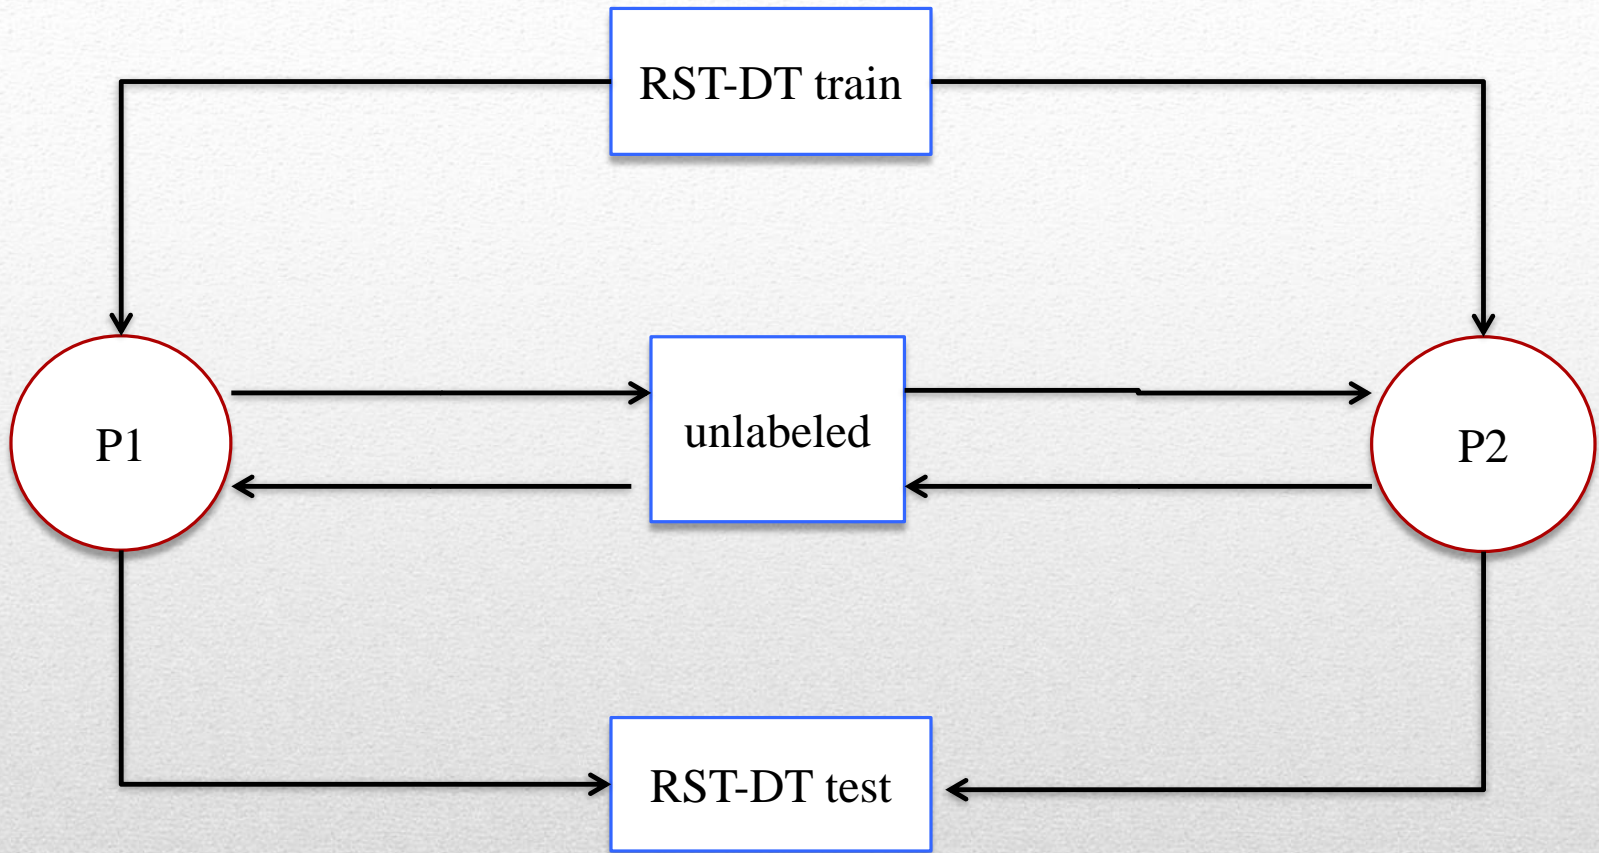 RST-DT train
P1
unlabeled
P2
RST-DT test